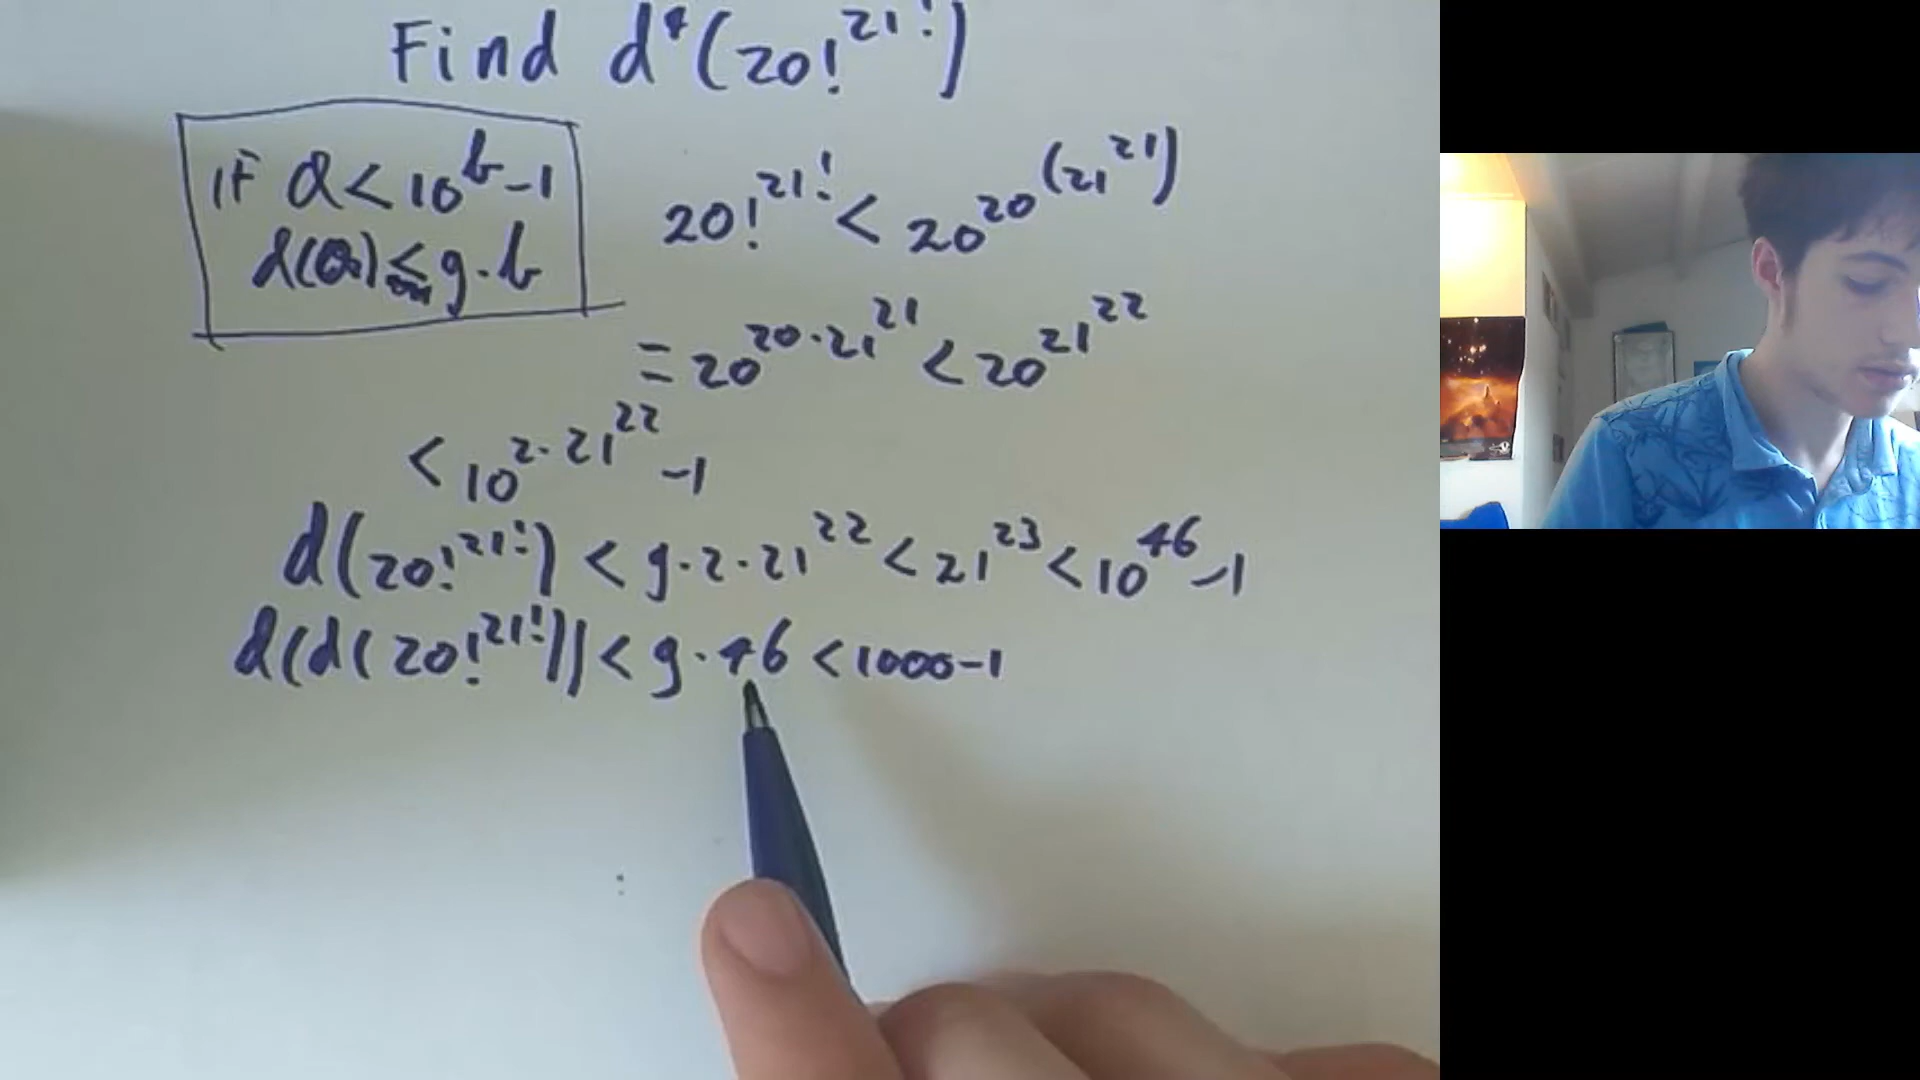 Find d⁴(20!^21!)
IF a < 10^b - 1
d(a) ≤ 9·b
20!^21! < 20^20^(21^21)
= 20^20·21^21 < 20^21^22
< 10^2·21^22 - 1
d(20!^21!) < 9·2·21^22 < 21^23 < 10^46 - 1
d(d(20!^21!)) < 9·46 < 1000-1